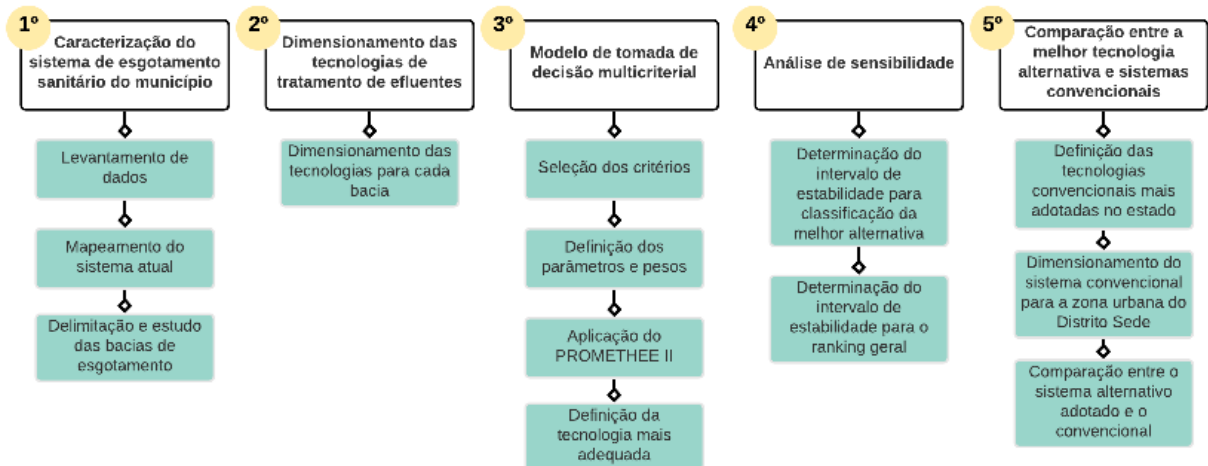 1º
Caracterização do
sistema de esgotamento
sanitário do município
Levantamento de
dados
Mapeamento do
sistema atual
Delimitação e estudo
das bacias de
esgotamento
2º
Dimensionamento das
tecnologias de
tratamento de efluentes
Dimensionamento das
tecnologias para cada
bacia
3º
Modelo de tomada de
decisão multicriterial
Seleção dos critérios
Definição dos
parâmetros e pesos
Aplicação do
PROMETHEE II
Definição da
tecnologia mais
adequada
4º
Análise de sensibilidade
Determinação do
intervalo de
estabilidade para
classificação da
melhor alternativa
Determinação do
intervalo de
estabilidade para o
ranking geral
5º
Comparação entre a
melhor tecnologia
alternativa e sistemas
convencionais
Definição das
tecnologias
convencionais mais
adotadas no estado
Dimensionamento do
sistema convencional
para a zona urbana do
Distrito Sede
Comparação entre o
sistema alternativo
adotado e o
convencional